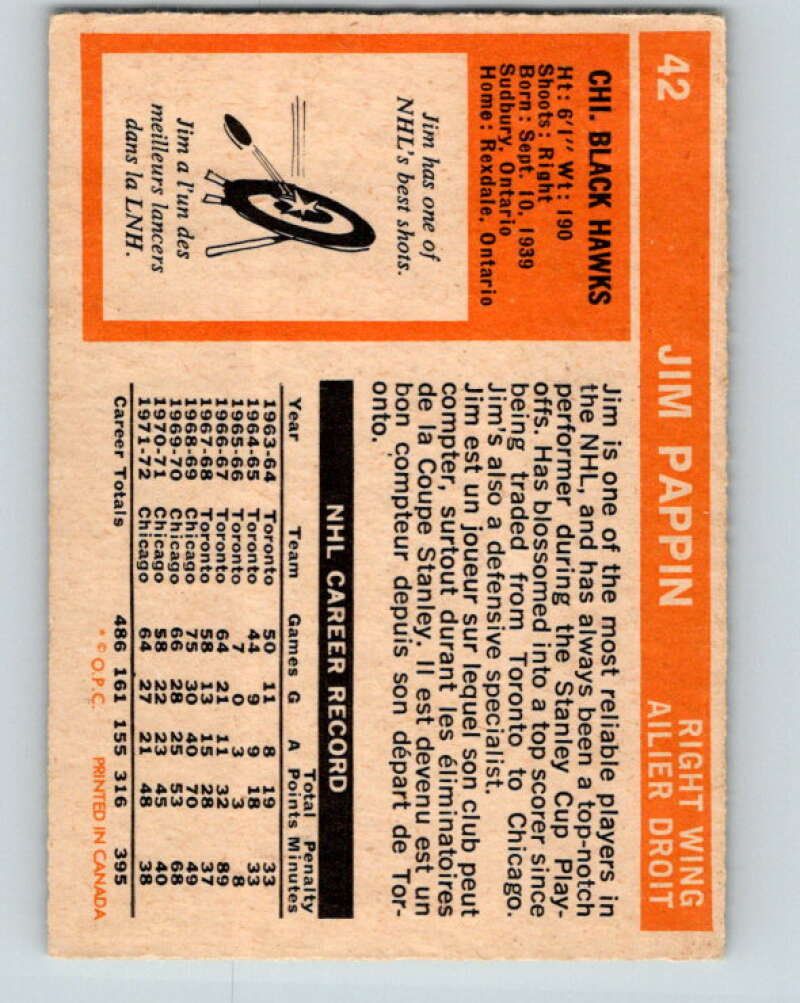 42
JIM PAPPIN
RIGHT WING
AILIER DROIT
CHI. BLACK HAWKS
Ht: 6'1" Wt: 190
Shoots: Right
Born: Sept. 10, 1939
Sudbury, Ontario
Home: Rexdale, Ontario
Jim has one of
NHL's best shots.
Jim a l'un des
meilleurs lancers
dans la LNH.
Jim is one of the most reliable players in
the NHL, and has always been a top-notch
performer during the Stanley Cup Play-
offs. Has blossomed into a top scorer since
being traded from Toronto to Chicago.
Jim's also a defensive specialist.
Jim est un joueur sur lequel son club peut
compter, surtout durant les éliminatoires
de la Coupe Stanley. Il est devenu est un
bon compteur depuis son départ de Tor-
onto.
NHL CAREER RECORD
Total Penalty
Year Team Games G A Points Minutes
1963-64 Toronto 50 11 8 19 33
1964-65 Toronto 44 9 9 18 33
1965-66 Toronto 7 0 3 3 8
1966-67 Toronto 64 21 11 32 89
1967-68 Toronto 58 13 15 28 37
1968-69 Chicago 75 30 40 70 49
1969-70 Chicago 66 28 25 53 68
1970-71 Chicago 58 22 23 45 40
1971-72 Chicago 64 27 21 48 38
Career Totals 486 161 155 316 395
* © O.P.C. PRINTED IN CANADA